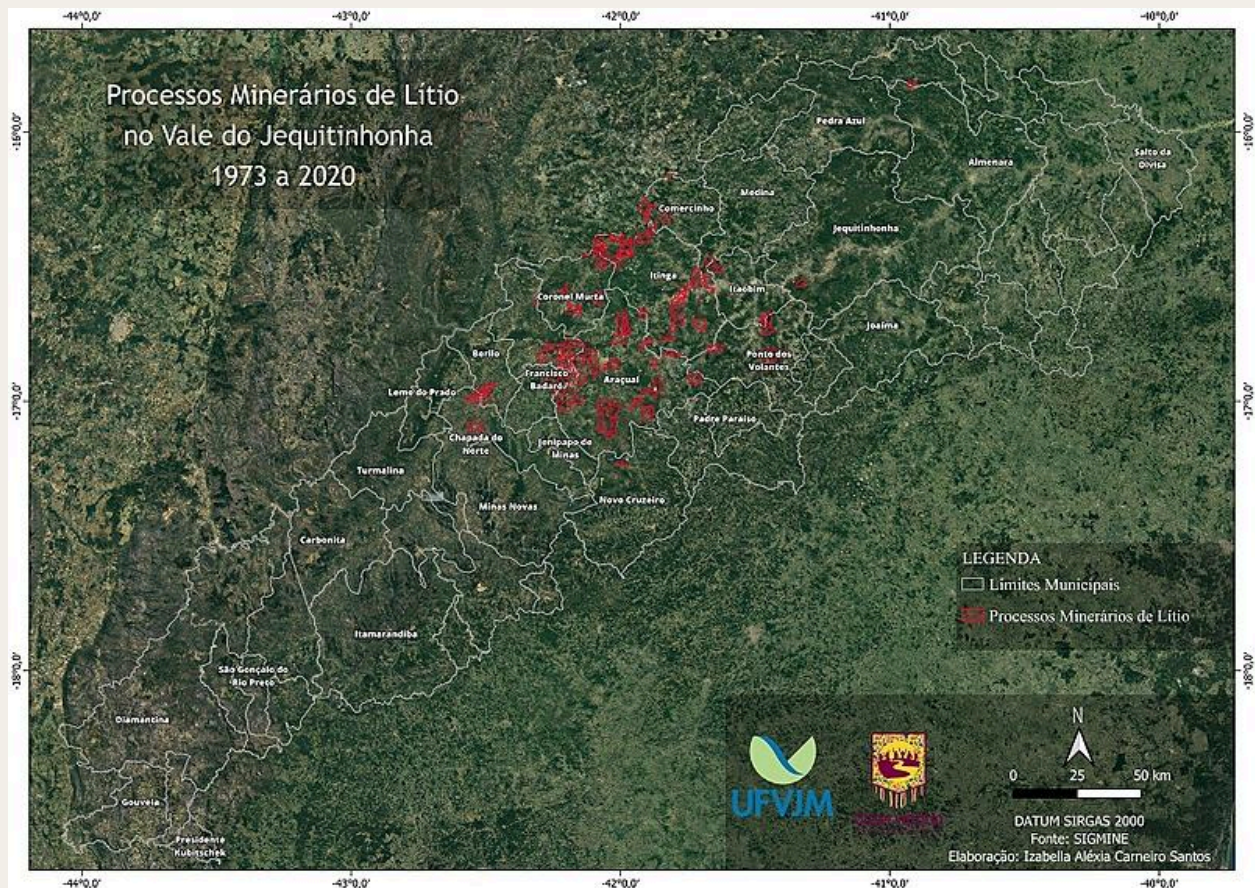 -44°0,0' -43°0,0' -42°0,0' -41°0,0' -40°0,0'
Processos Minerários de Lítio
no Vale do Jequitinhonha
1973 a 2020
-16°0,0' -16°0,0'
Pedra Azul
Almenara
Salto da
Divisa
Medina
Comercinho
Jequitinhonha
Itinga
Itaobim
Coronel Murta
Joaíma
Berilo
Ponto dos
Volantes
Francisco
Badaró
Araçuaí
Leme do Prado
-17°0,0' -17°0,0'
Padre Paraíso
Chapada do
Norte
Jenipapo de
Minas
Turmalina
Novo Cruzeiro
Minas Novas
Carbonita
LEGENDA
Limites Municipais
Processos Minerários de Lítio
Itamarandiba
-18°0,0' -18°0,0'
São Gonçalo do
Rio Preto
Diamantina
Gouveia
Presidente
Kubitschek
UFVJM
N
0 25 50 km
DATUM SIRGAS 2000
Fonte: SIGMINE
Elaboração: Izabella Aléxia Carneiro Santos
-44°0,0' -43°0,0' -42°0,0' -41°0,0' -40°0,0'